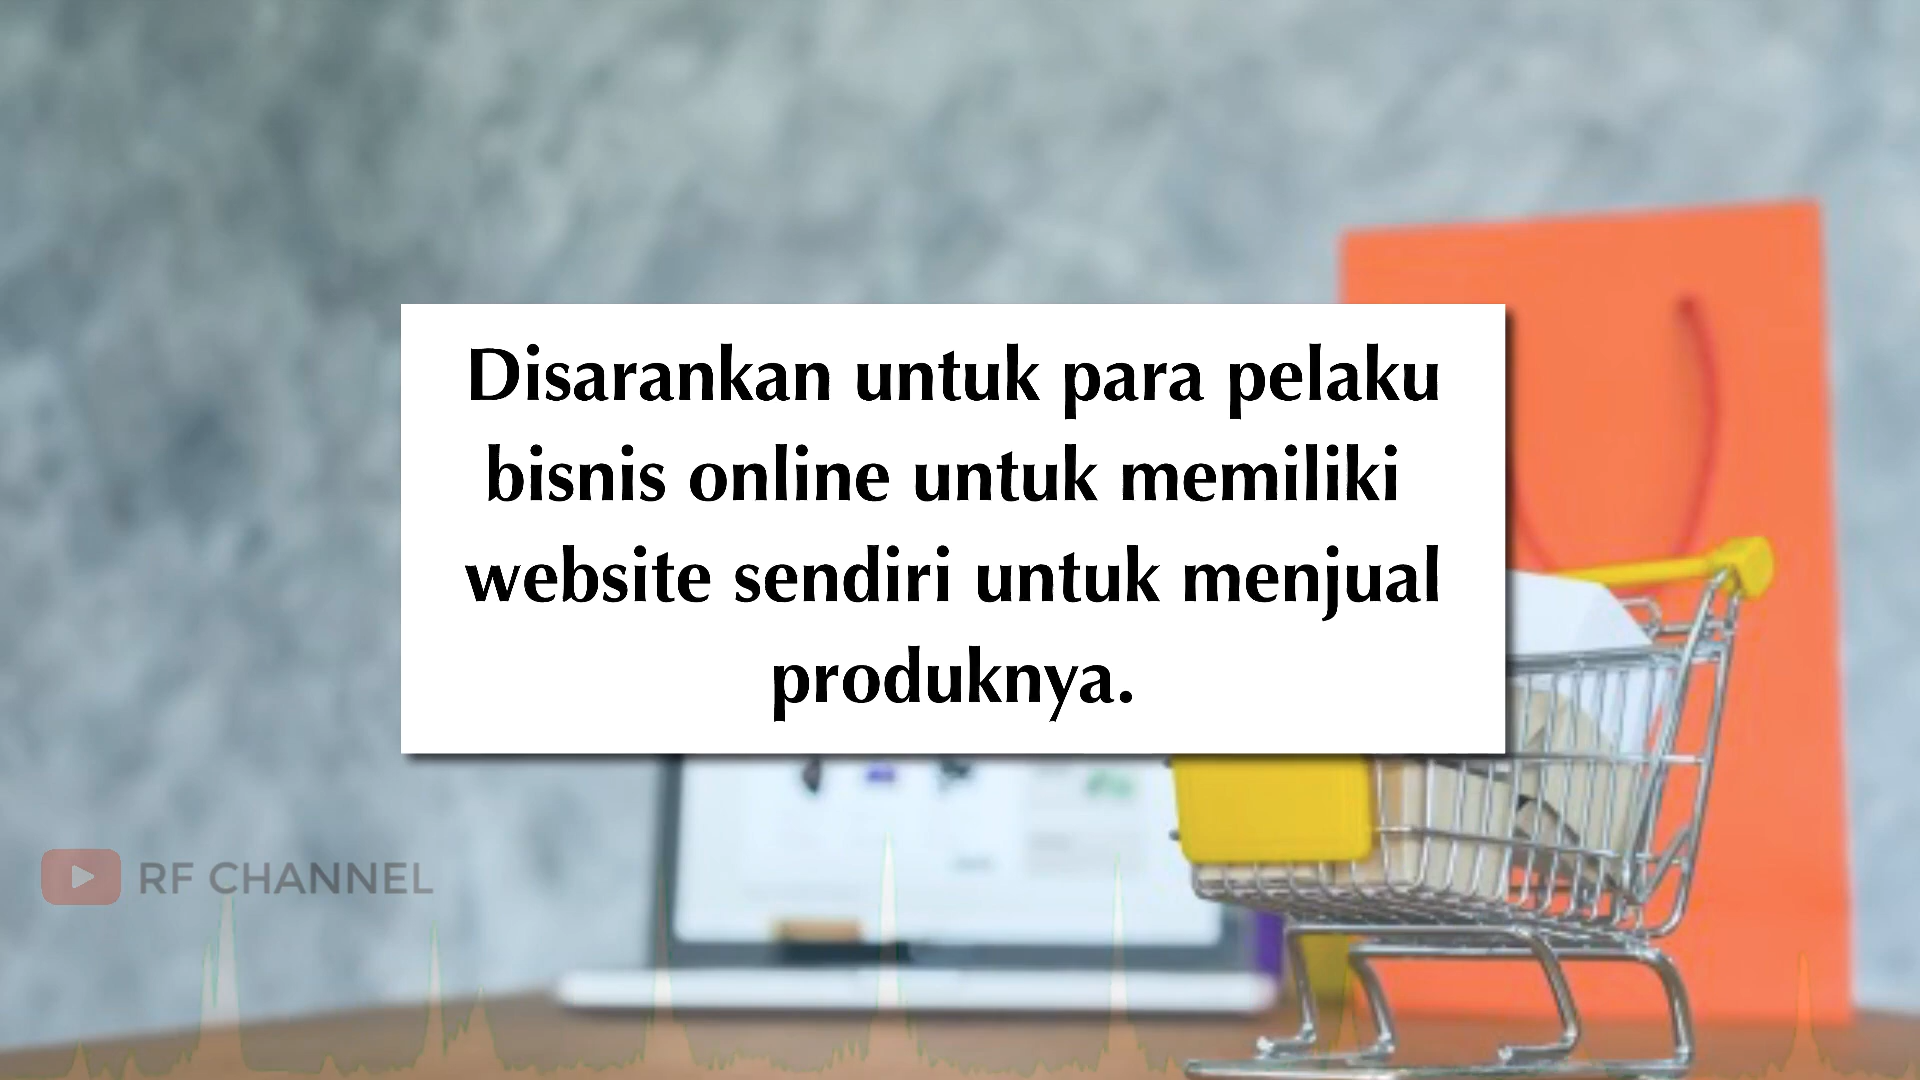 Disarankan untuk para pelaku
bisnis online untuk memiliki
website sendiri untuk menjual
produknya.
RF CHANNEL